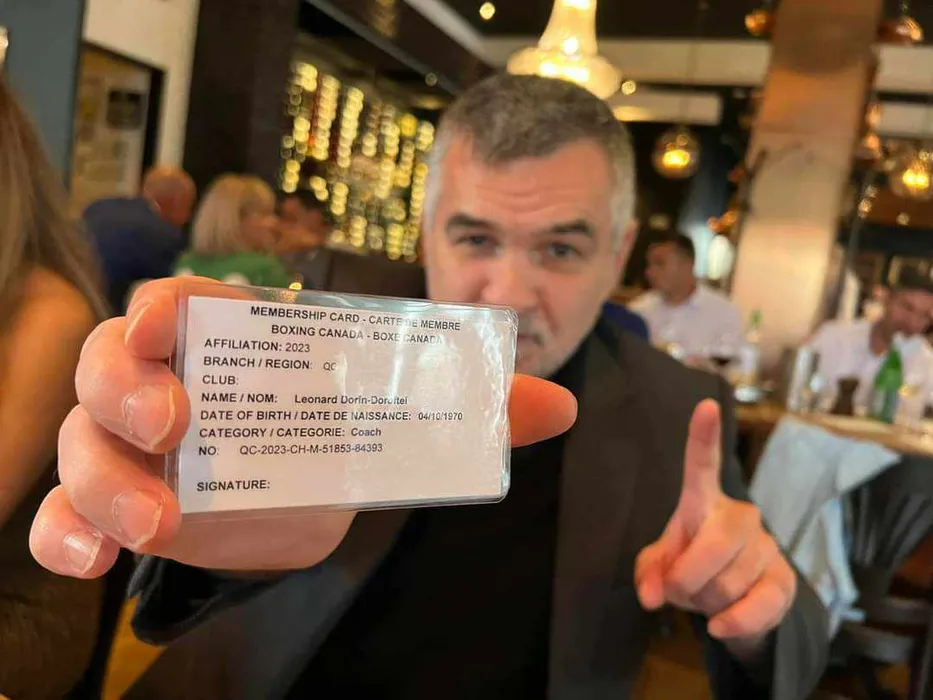 MEMBERSHIP CARD - CARTE DE MEMBRE
BOXING CANADA - BOXE CANADA
AFFILIATION: 2023
BRANCH / REGION: QC
CLUB:
NAME / NOM: Leonard Dorin-Doroftei
DATE OF BIRTH / DATE DE NAISSANCE: 04/10/1970
CATEGORY / CATEGORIE: Coach
NO: QC-2023-CH-M-51853-84393
SIGNATURE: